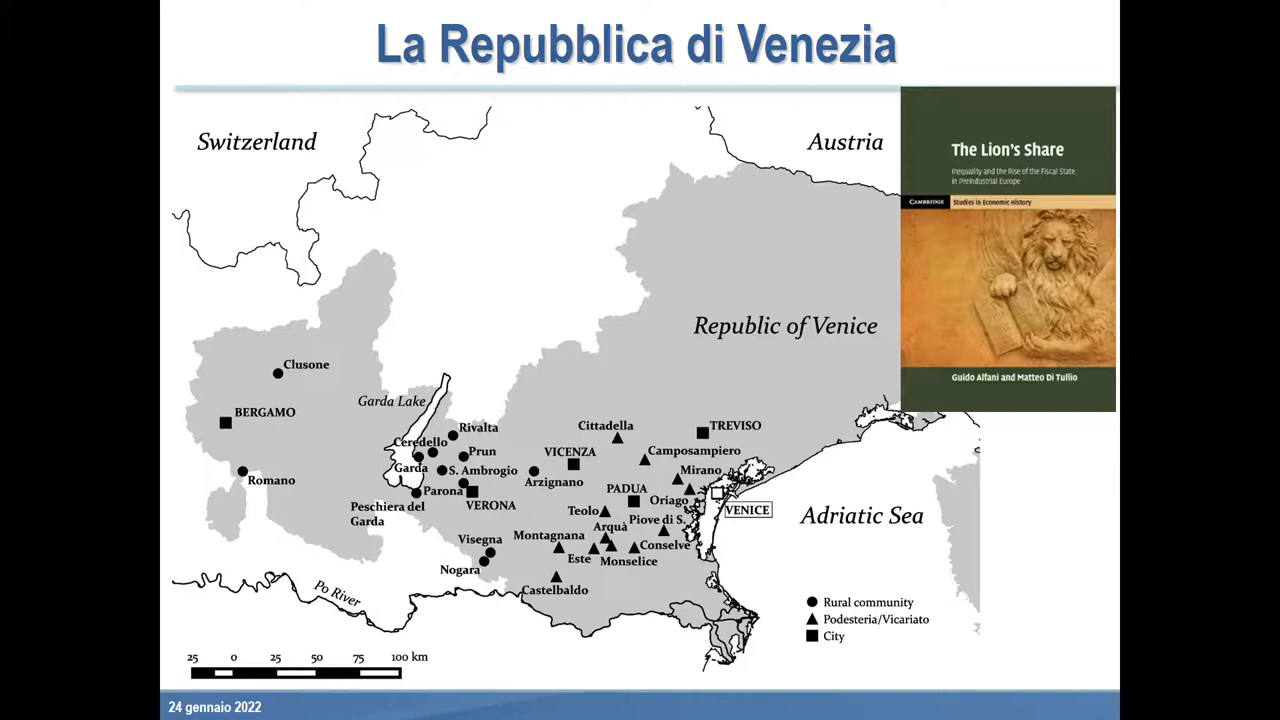 La Repubblica di Venezia
Switzerland
Austria
The Lion's Share
Inequality and the Rise of the Fiscal State
in Preindustrial Europe
CAMBRIDGE
Studies in Economic History
Guido Alfani and Matteo Di Tullio
Republic of Venice
Clusone
BERGAMO
Garda Lake
Romano
Rivalta
Ceredello
Prun
Garda
S. Ambrogio
Parona
VERONA
Peschiera del
Garda
Arzignano
VICENZA
Cittadella
TREVISO
Camposampiero
Mirano
PADUA
Oriago
VENICE
Adriatic Sea
Teolo
Piove di S.
Arquà
Montagnana
Conselve
Este
Monselice
Visegna
Nogara
Castelbaldo
Po River
Rural community
Podesteria/Vicariato
City
25 0 25 50 75 100 km
24 gennaio 2022